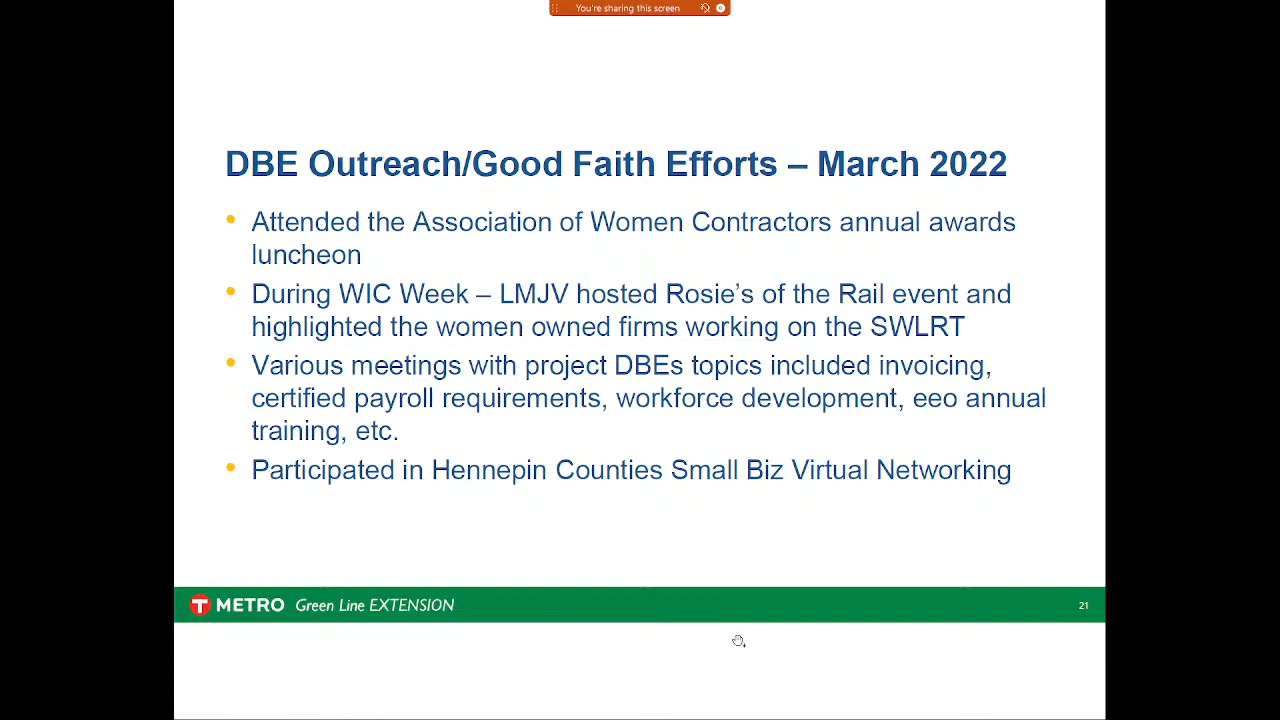 You're sharing this screen
DBE Outreach/Good Faith Efforts – March 2022
• Attended the Association of Women Contractors annual awards
luncheon
• During WIC Week – LMJV hosted Rosie's of the Rail event and
highlighted the women owned firms working on the SWLRT
• Various meetings with project DBEs topics included invoicing,
certified payroll requirements, workforce development, eeo annual
training, etc.
• Participated in Hennepin Counties Small Biz Virtual Networking
T METRO Green Line EXTENSION
21